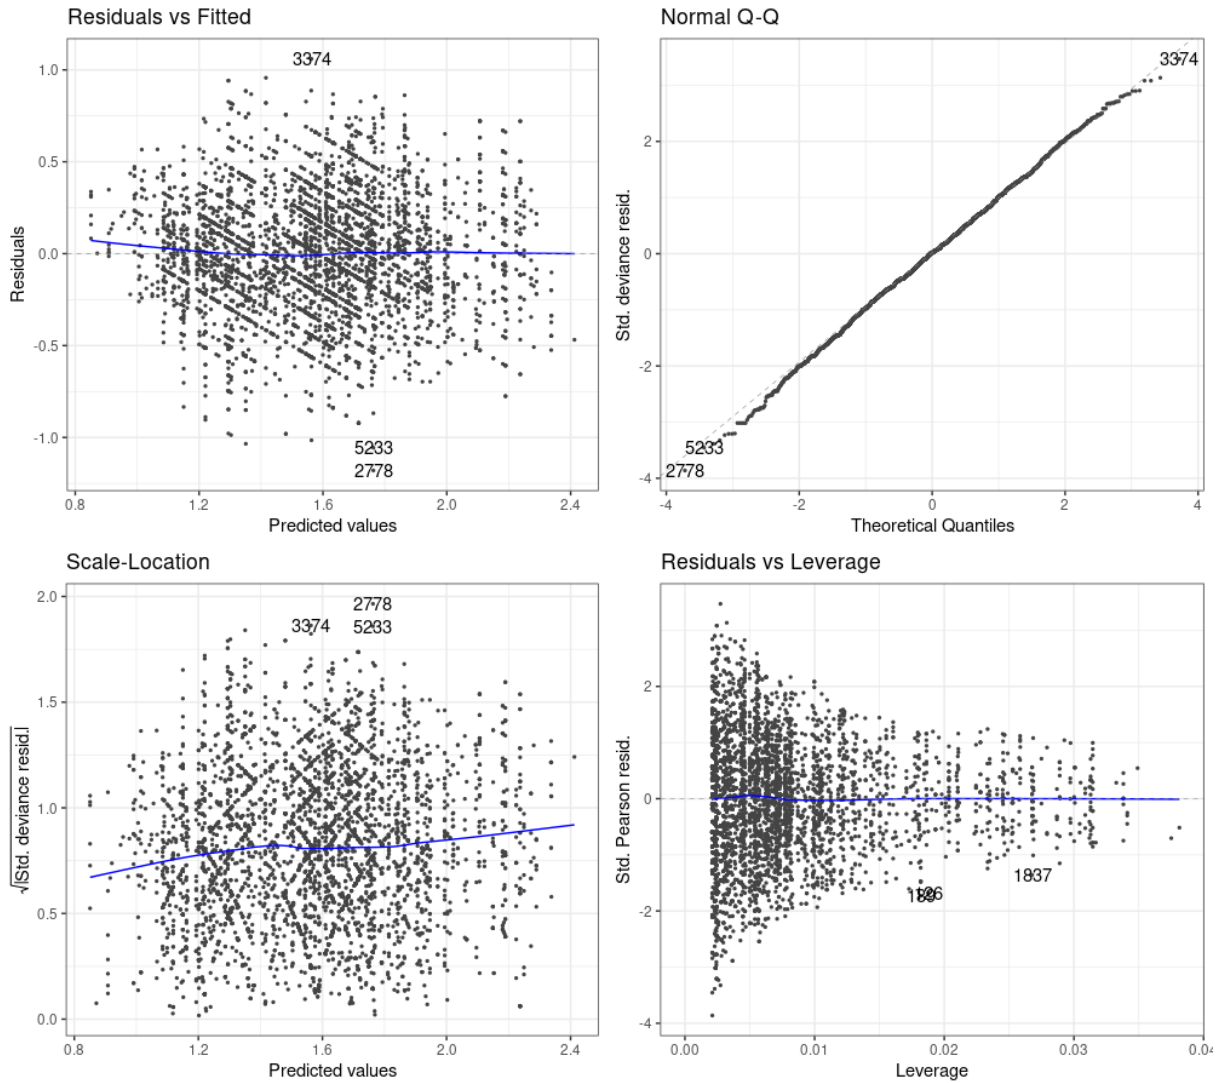 Residuals vs Fitted
3374
1.0
0.5
0.0
-0.5
-1.0
5233
2778
0.8 1.2 1.6 2.0 2.4
Predicted values
Residuals
Normal Q-Q
3374
2
0
-2
-4
5233
2778
-4 -2 0 2 4
Theoretical Quantiles
Std. deviance resid.
Scale-Location
2.0
1.5
1.0
0.5
0.0
2778
3374 5233
0.8 1.2 1.6 2.0 2.4
Predicted values
√|Std. deviance resid.|
Residuals vs Leverage
2
0
-2
-4
1837
0.00 0.01 0.02 0.03 0.04
Leverage
Std. Pearson resid.